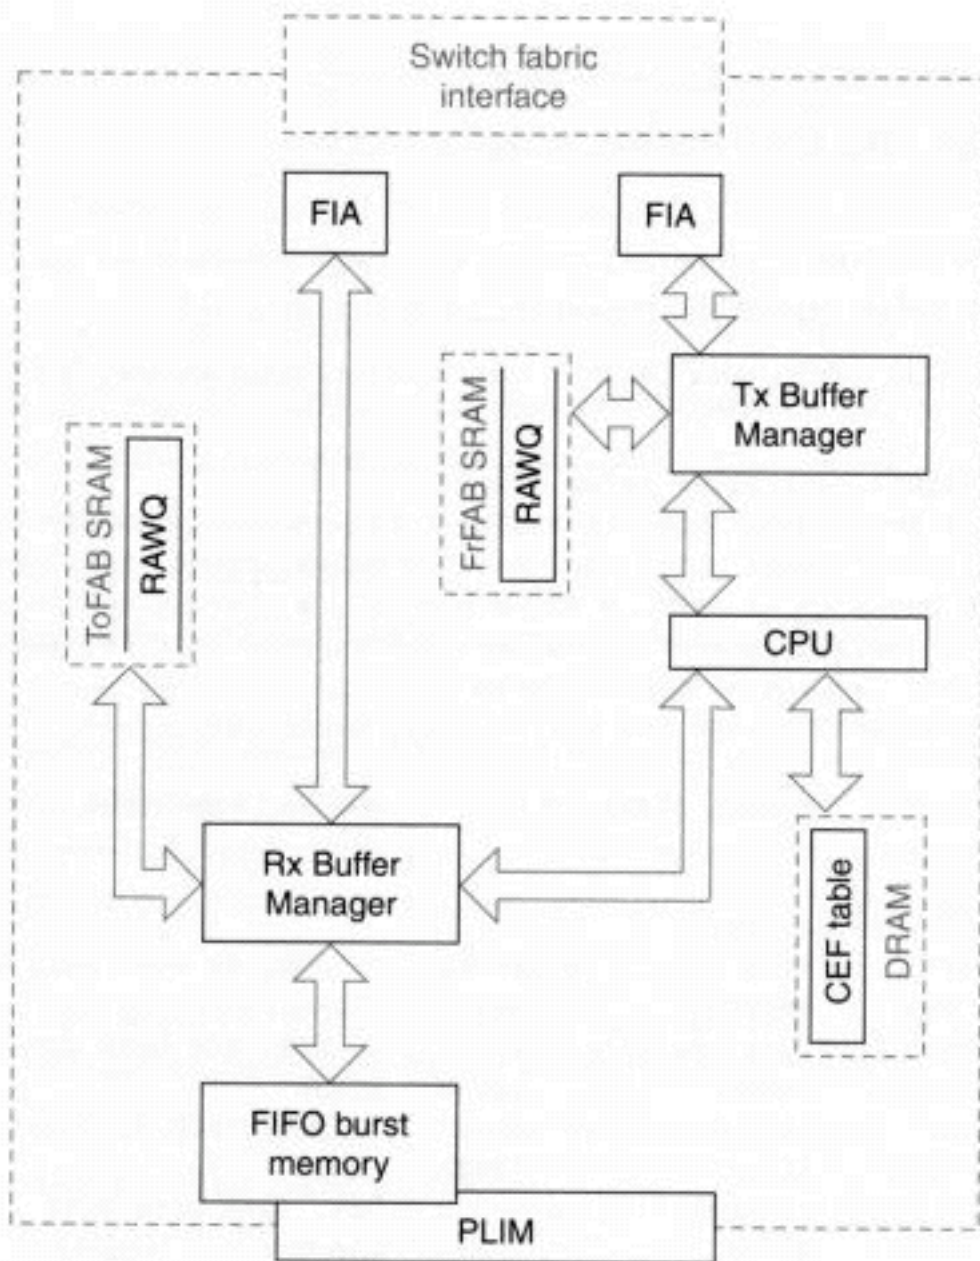 Switch fabric
interface
FIA
FIA
Tx Buffer
Manager
FrFAB SRAM
RAWQ
ToFAB SRAM
RAWQ
CPU
Rx Buffer
Manager
CEF table
DRAM
FIFO burst
memory
PLIM